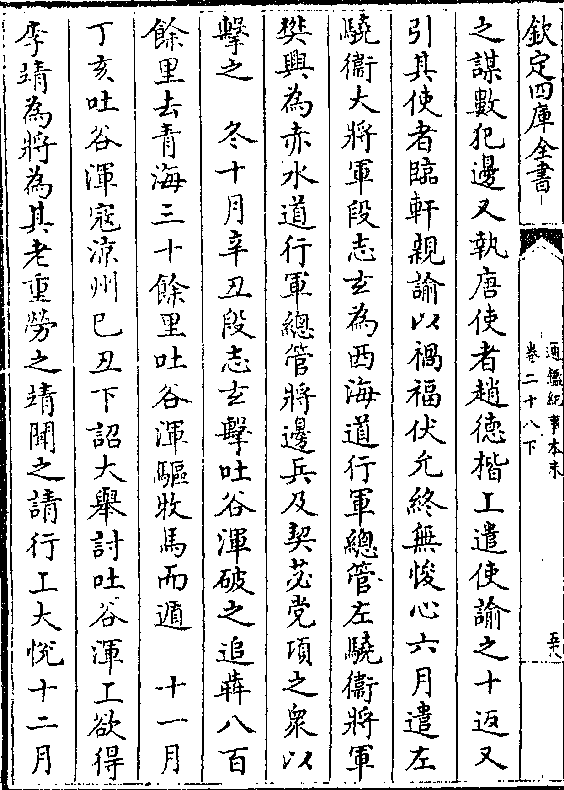 欽定四庫全書
通鑑紀事本末
卷二十八下
之謀數犯邊又執唐使者趙德楷上遣使諭之十返又
引其使者臨軒親諭以禍福伏允終無悛心六月遣左
驍衛大將軍段志玄為西海道行軍總管左驍衛將軍
樊興為赤水道行軍總管將邊兵及契苾党項之衆以
擊之　冬十月辛丑段志玄擊吐谷渾破之追奔八百
餘里去青海三十餘里吐谷渾驅牧馬而遁　十一月
丁亥吐谷渾寇涼州己丑下詔大舉討吐谷渾上欲得
李靖為將為其老重勞之靖聞之請行上大悅十二月